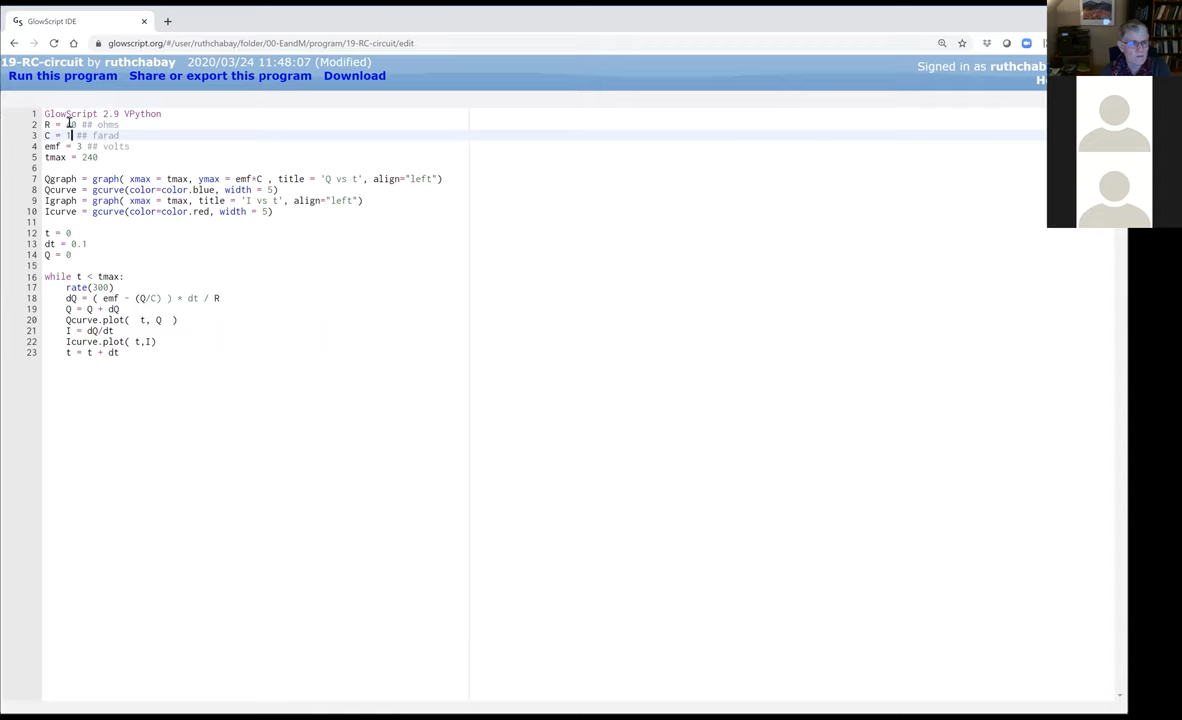 GS GlowScript IDE
glowscript.org/#/user/ruthchabay/folder/00-EandM/program/19-RC-circuit/edit
19-RC-circuit by ruthchabay 2020/03/24 11:48:07 (Modified)
Signed in as ruthchab
Run this program Share or export this program Download
1 GlowScript 2.9 VPython
2 R = 0 ## ohms
3 C = 1 ## farad
4 emf = 3 ## volts
5 tmax = 240
6
7 Qgraph = graph( xmax = tmax, ymax = emf*C , title = 'Q vs t', align="left")
8 Qcurve = gcurve(color=color.blue, width = 5)
9 Igraph = graph( xmax = tmax, title = 'I vs t', align="left")
10 Icurve = gcurve(color=color.red, width = 5)
11
12 t = 0
13 dt = 0.1
14 Q = 0
15
16 while t < tmax:
17 rate(300)
18 dQ = ( emf - (Q/C) ) * dt / R
19 Q = Q + dQ
20 Qcurve.plot( t, Q )
21 I = dQ/dt
22 Icurve.plot( t,I)
23 t = t + dt